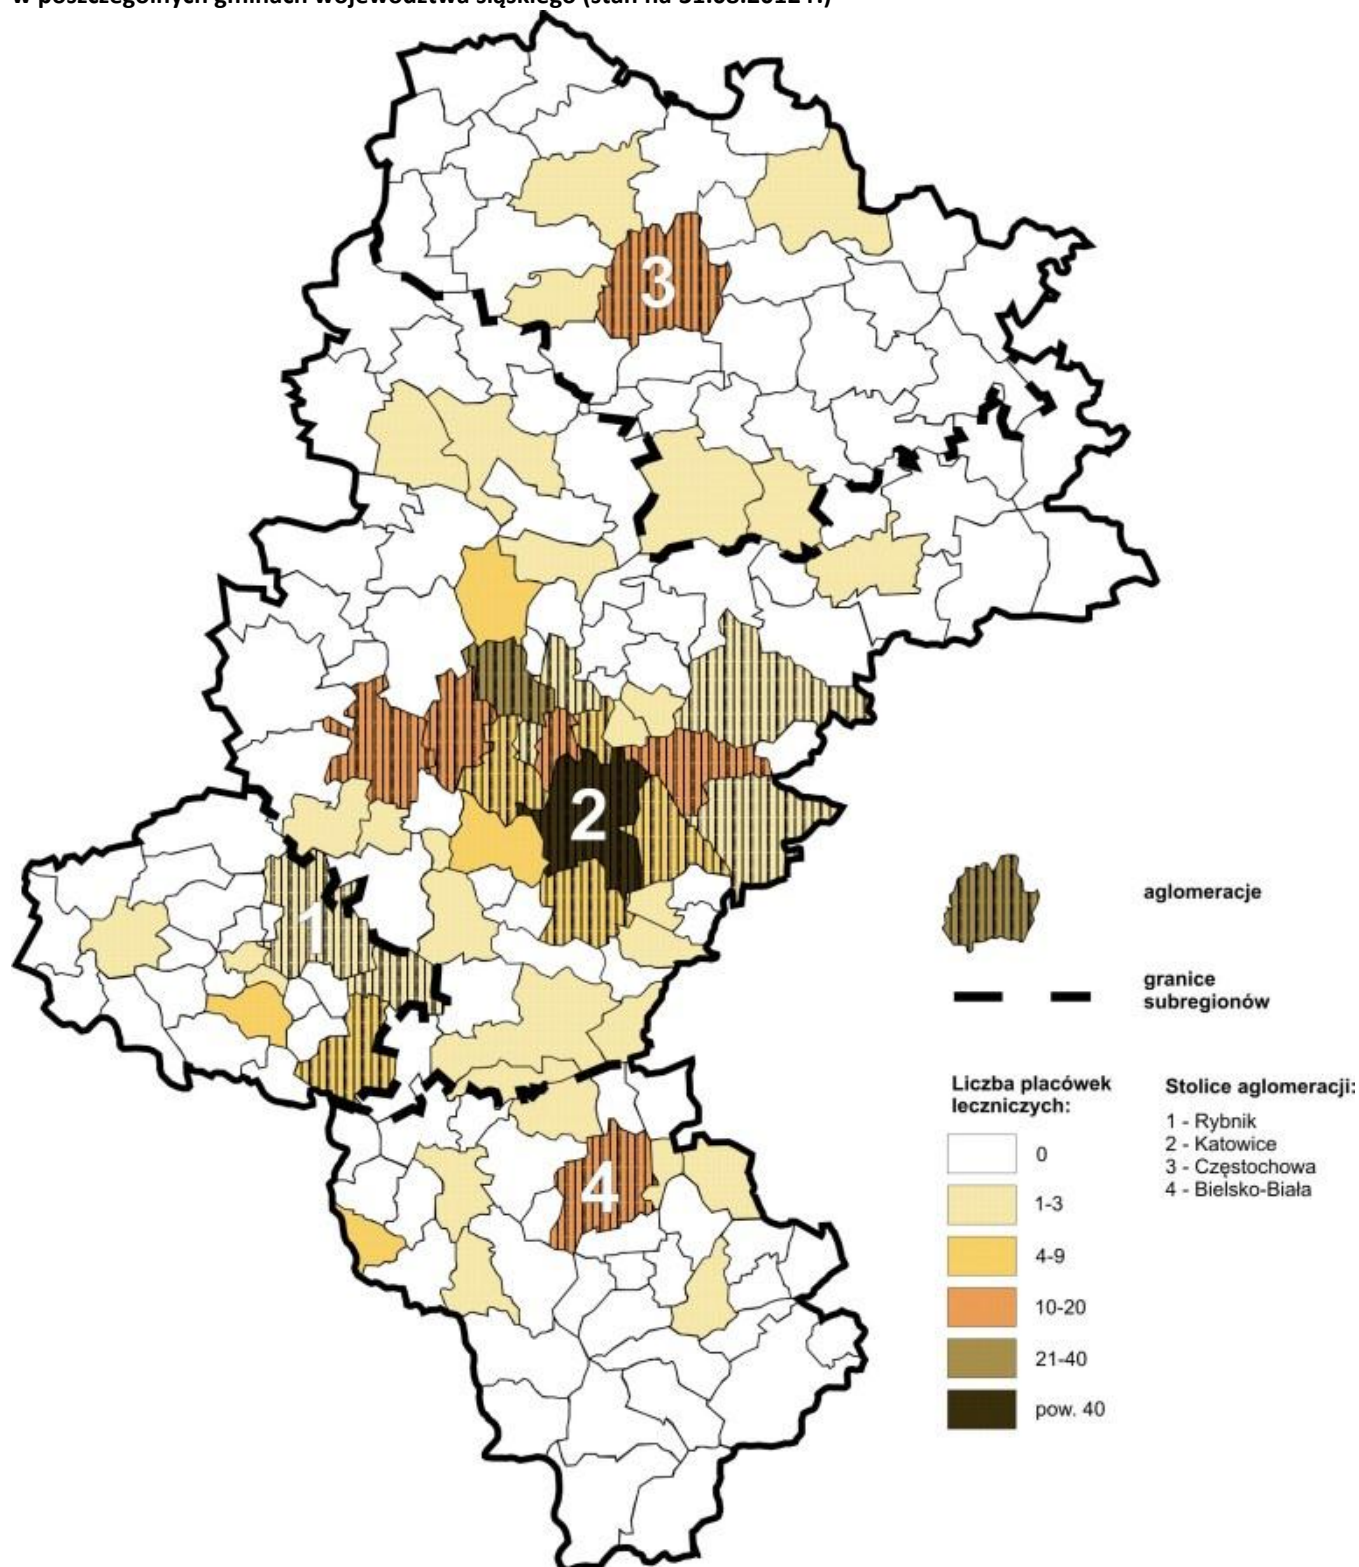 w poszczególnych gminach województwa śląskiego (stan na 31.08.2012 r.)
3
2
1
4
aglomeracje
granice
subregionów
Liczba placówek
leczniczych:
0
1-3
4-9
10-20
21-40
pow. 40
Stolice aglomeracji:
1 - Rybnik
2 - Katowice
3 - Częstochowa
4 - Bielsko-Biała